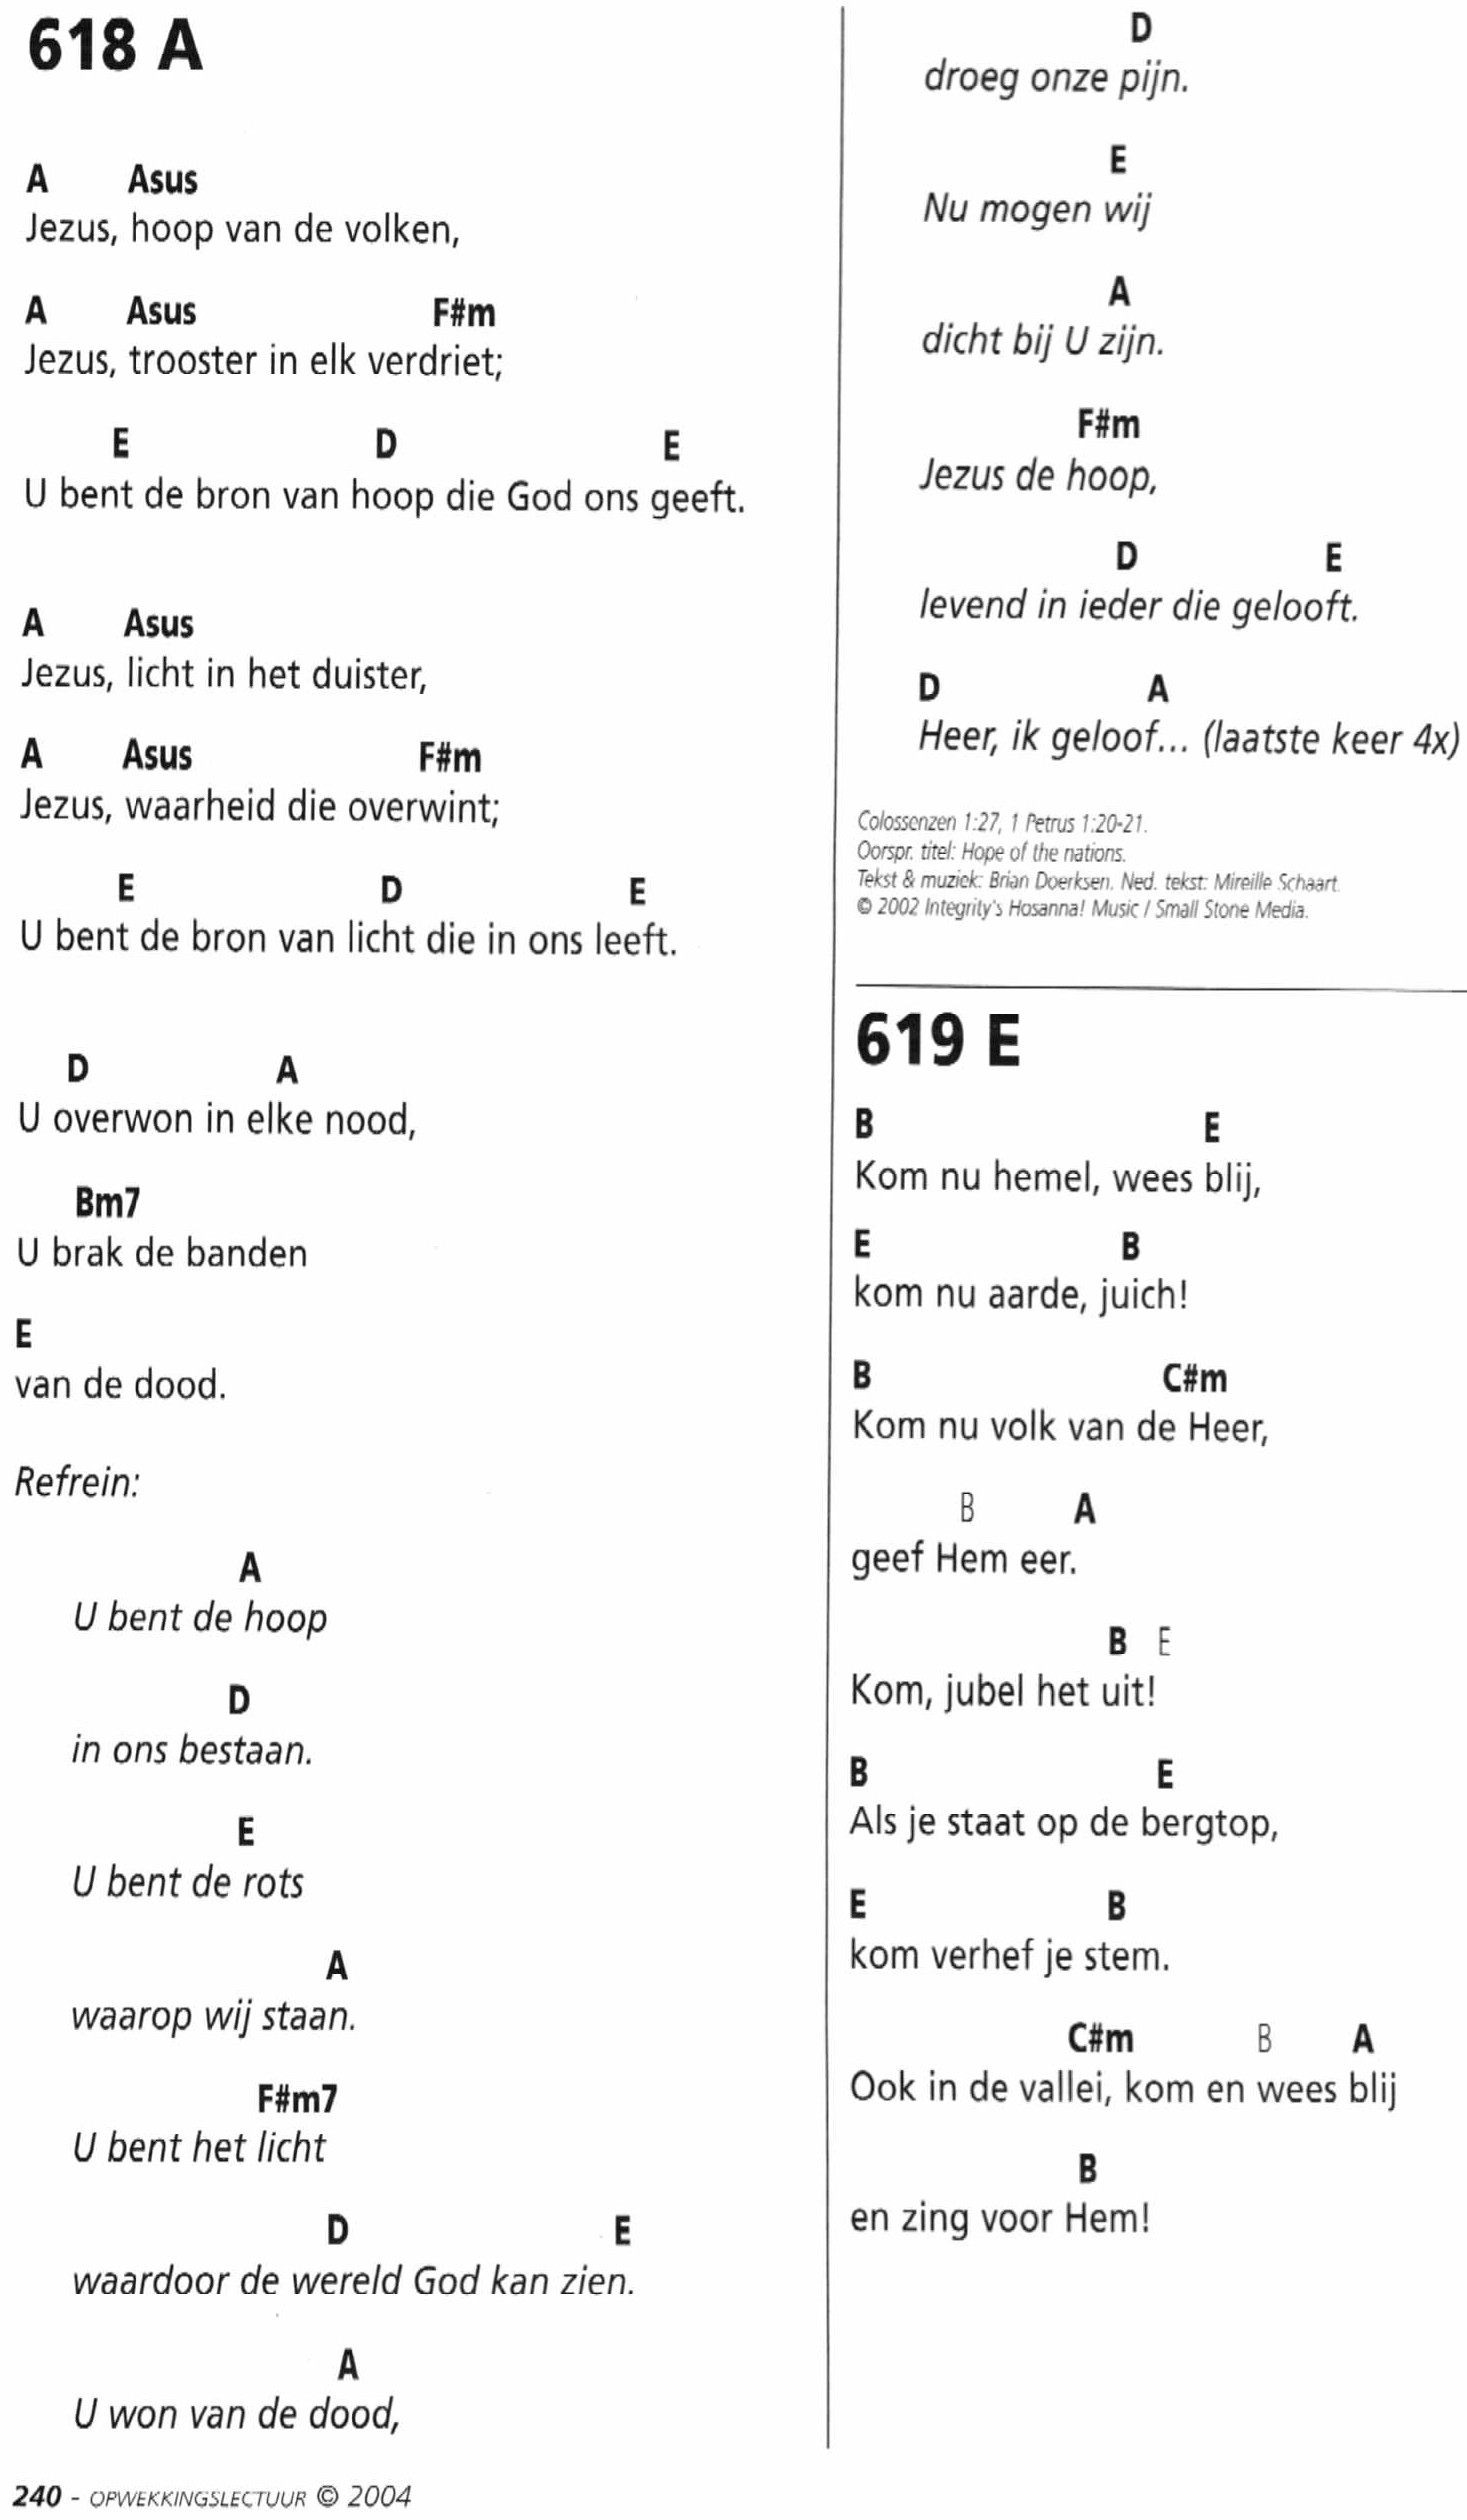 618 A
A Asus
Jezus, hoop van de volken,
A Asus F#m
Jezus, trooster in elk verdriet;
E D E
U bent de bron van hoop die God ons geeft.
A Asus
Jezus, licht in het duister,
A Asus F#m
Jezus, waarheid die overwint;
E D E
U bent de bron van licht die in ons leeft.
D A
U overwon in elke nood,
Bm7
U brak de banden
E
van de dood.
Refrein:
A
U bent de hoop
D
in ons bestaan.
E
U bent de rots
A
waarop wij staan.
F#m7
U bent het licht
D E
waardoor de wereld God kan zien.
A
U won van de dood,
240 - OPWEKKINGSLECTUUR © 2004
D
droeg onze pijn.
E
Nu mogen wij
A
dicht bij U zijn.
F#m
Jezus de hoop,
D E
levend in ieder die gelooft.
D A
Heer, ik geloof... (laatste keer 4x)
Colossenzen 1:27, 1 Petrus 1:20-21.
Oorspr. titel: Hope of the nations.
Tekst & muziek: Brian Doerksen. Ned. tekst: Mireille Schaart.
© 2002 Integrity's Hosanna! Music / Small Stone Media.
619 E
B E
Kom nu hemel, wees blij,
E B
kom nu aarde, juich!
B C#m
Kom nu volk van de Heer,
B A
geef Hem eer.
B E
Kom, jubel het uit!
B E
Als je staat op de bergtop,
E B
kom verhef je stem.
C#m B A
Ook in de vallei, kom en wees blij
B
en zing voor Hem!